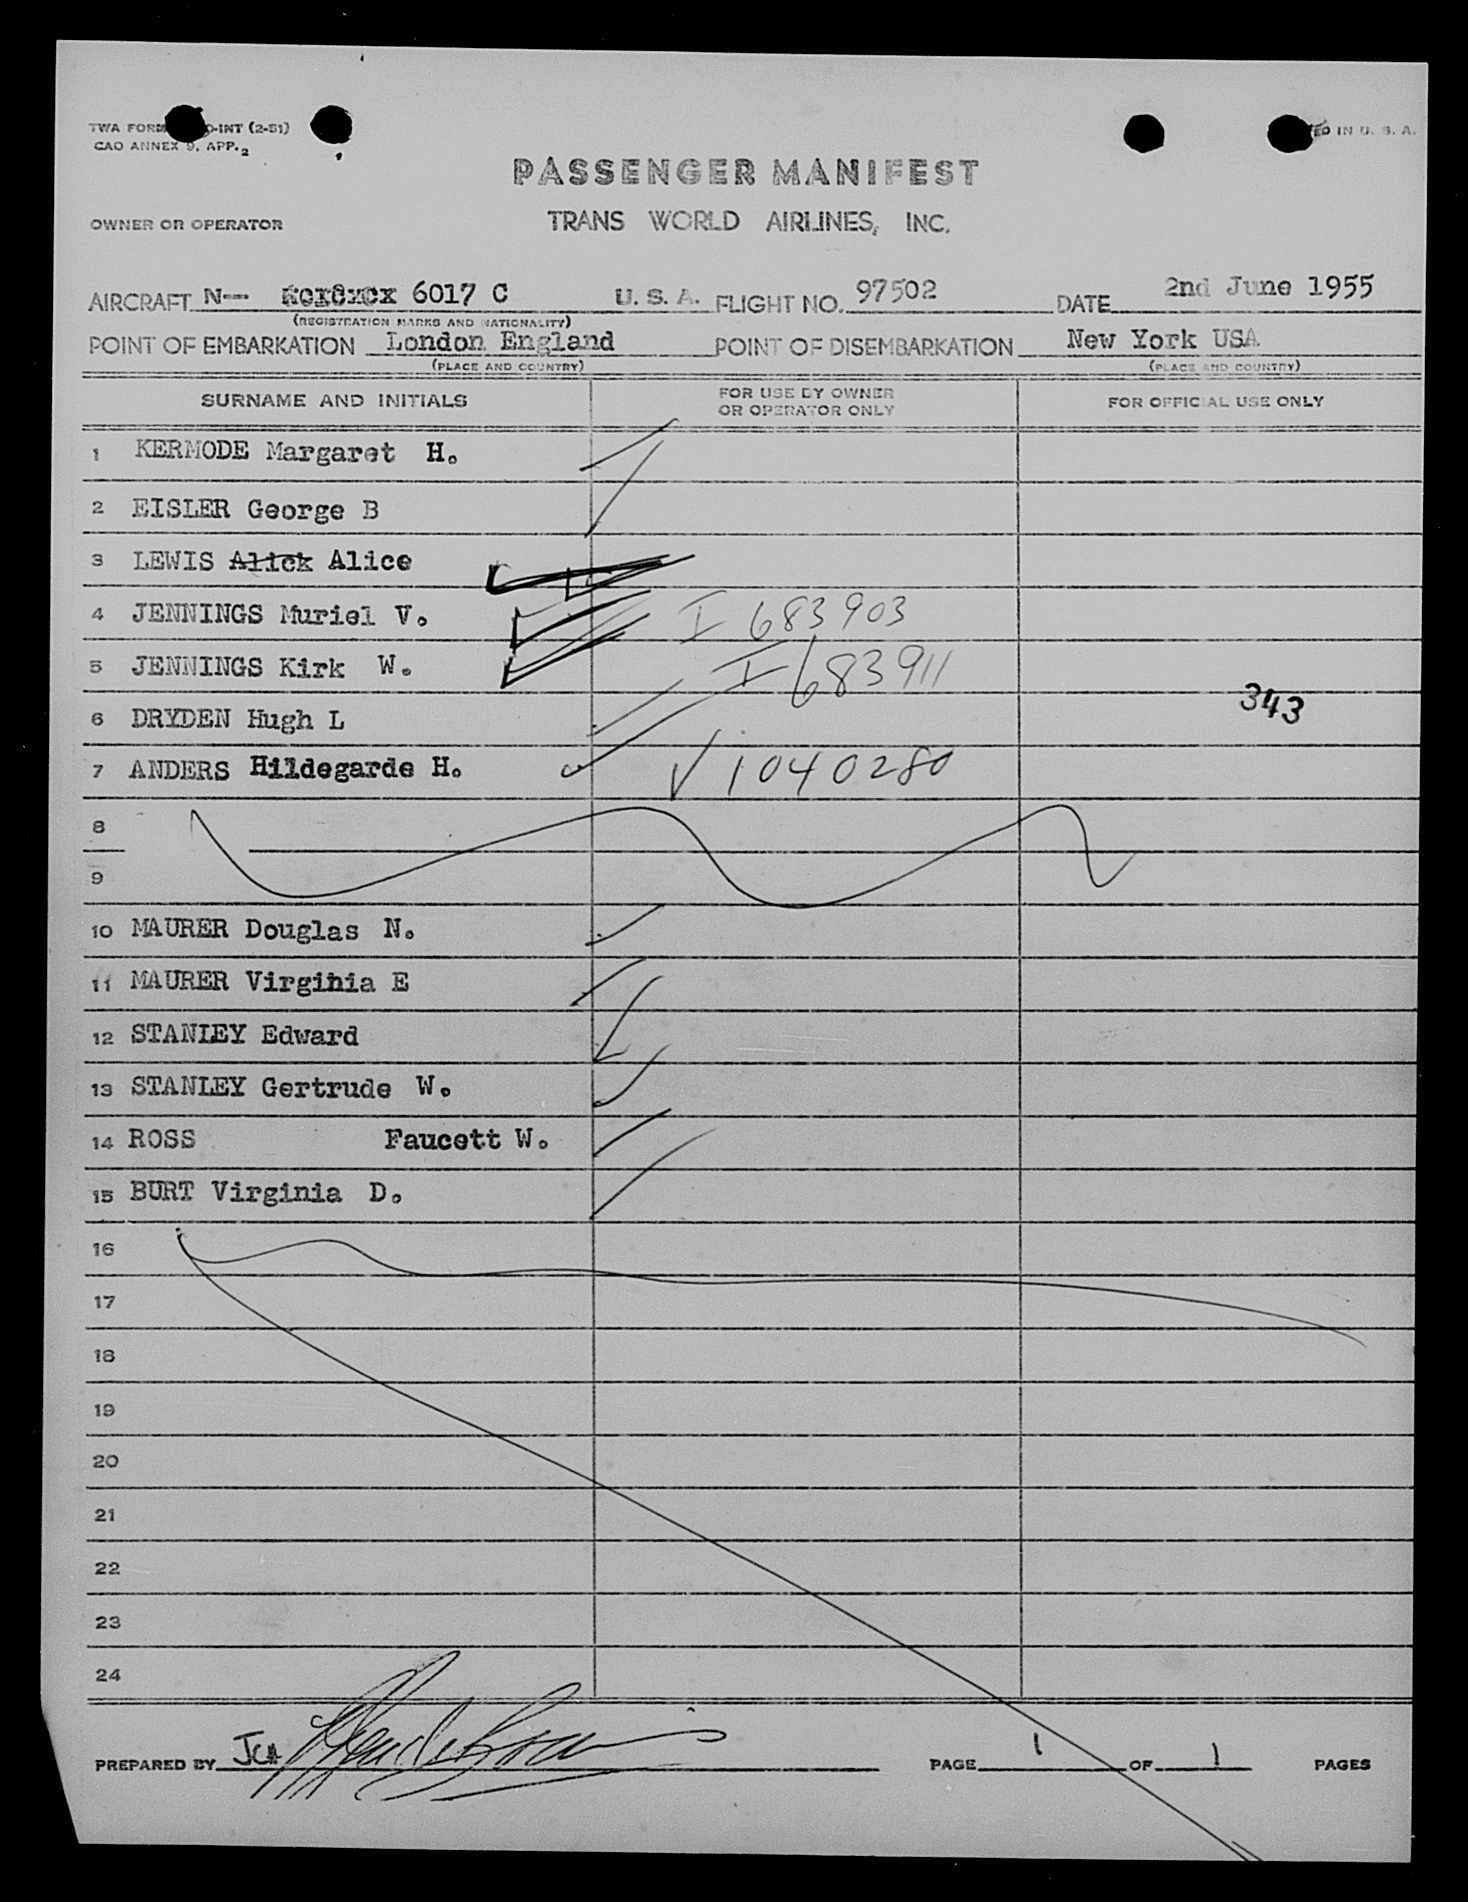 TWA FORM O-INT (2-51)
CAO ANNEX 9, APP. 2
ED IN U. S. A.
PASSENGER MANIFEST
OWNER OR OPERATOR TRANS WORLD AIRLINES, INC.
AIRCRAFT N-- 6017 C U. S. A. FLIGHT NO. 97502 DATE 2nd June 1955
(REGISTRATION MARKS AND NATIONALITY)
POINT OF EMBARKATION London England POINT OF DISEMBARKATION New York USA
(PLACE AND COUNTRY) (PLACE AND COUNTRY)
SURNAME AND INITIALS FOR USE BY OWNER OR OPERATOR ONLY FOR OFFICIAL USE ONLY
1 KERMODE Margaret H.
2 EISLER George B
3 LEWIS Alick Alice
4 JENNINGS Muriel V. I 683903
5 JENNINGS Kirk W. I 683911
6 DRYDEN Hugh L 343
7 ANDERS Hildegarde H. V 1040280
8
9
10 MAURER Douglas N.
11 MAURER Virginia E
12 STANLEY Edward
13 STANLEY Gertrude W.
14 ROSS Faucett W.
15 BURT Virginia D.
16
17
18
19
20
21
22
23
24
PREPARED BY PAGE 1 OF 1 PAGES